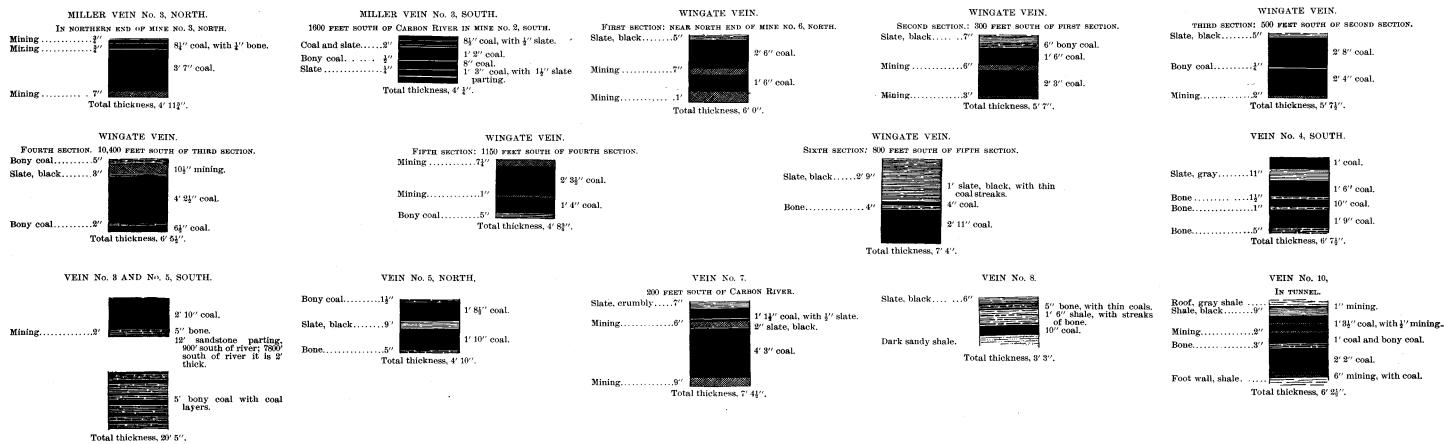 MILLER VEIN No. 3, NORTH.
IN NORTHERN END OF MINE NO. 3, NORTH.
Mining ..........¾″
Mining ..........¾″
8¼″ coal, with ¼″ bone.
3′ 7″ coal.
Mining .......... 7″
Total thickness, 4′ 11¾″.
MILLER VEIN No. 3, SOUTH.
1600 FEET SOUTH OF CARBON RIVER IN MINE NO. 2, SOUTH.
Coal and slate.....2″
Bony coal..... ½″
Slate ..........¼″
8½″ coal, with ½″ slate.
1′ 2″ coal.
8″ coal.
1′ 3″ coal, with 1½″ slate
parting.
Total thickness, 4′ ¼″.
WINGATE VEIN.
FIRST SECTION: NEAR NORTH END OF MINE NO. 6, NORTH.
Slate, black.......5″
2′ 6″ coal.
Mining..........7″
1′ 6″ coal.
Mining..........1′
Total thickness, 6′ 0″.
WINGATE VEIN.
SECOND SECTION.: 300 FEET SOUTH OF FIRST SECTION.
Slate, black......7″
6″ bony coal.
1′ 6″ coal.
Mining..........6″
2′ 3″ coal.
Mining..........3″
Total thickness, 5′ 7″.
WINGATE VEIN.
THIRD SECTION: 500 FEET SOUTH OF SECOND SECTION.
Slate, black......5″
2′ 8″ coal.
Bony coal........½″
2′ 4″ coal.
Mining..........2″
Total thickness, 5′ 7½″.
WINGATE VEIN.
FOURTH SECTION. 10,400 FEET SOUTH OF THIRD SECTION.
Bony coal..........5″
Slate, black.......3″
10½″ mining.
4′ 2½″ coal.
Bony coal.......2″
6½″ coal.
Total thickness, 6′ 5½″.
WINGATE VEIN.
FIFTH SECTION: 1150 FEET SOUTH OF FOURTH SECTION.
Mining ..........7¼″
2′ 3½″ coal.
Mining..........1″
1′ 4″ coal.
Bony coal........5″
Total thickness, 4′ 8¾″.
WINGATE VEIN.
SIXTH SECTION: 800 FEET SOUTH OF FIFTH SECTION.
Slate, black.....2′ 9″
1′ slate, black, with thin
coal streaks.
Bone..........4″
4″ coal.
2′ 11″ coal.
Total thickness, 7′ 4″.
VEIN No. 4, SOUTH.
1′ coal.
Slate, gray.....11″
1′ 6″ coal.
Bone ..........1½″
Bone..........1″
10″ coal.
1′ 9″ coal.
Bone..........5″
Total thickness, 6′ 7½″.
VEIN No. 3 AND No. 5, SOUTH.
2′ 10″ coal.
Mining..........2′
5″ bone.
12′ sandstone parting,
900′ south of river; 7800′
south of river it is 2′
thick.
5′ bony coal with coal
layers.
Total thickness, 20′ 5″.
VEIN No. 5, NORTH,
Bony coal.......1½″
1′ 8½″ coal.
Slate, black......9″
1′ 10″ coal.
Bone..........5″
Total thickness, 4′ 10″.
VEIN No. 7.
200 FEET SOUTH OF CARBON RIVER.
Slate, crumbly.....7″
1′ 1¾″ coal, with ¾″ slate.
Mining..........6″
2″ slate, black.
4′ 3″ coal.
Mining..........9″
Total thickness, 7′ 4½″.
VEIN No. 8.
Slate, black.... ....6″
5″ bone, with thin coals.
1′ 6″ shale, with streaks
of bone.
10″ coal.
Dark sandy shale.
Total thickness, 3′ 3″.
VEIN No. 10,
IN TUNNEL.
Roof, gray shale ....
Shale, black.......9″
1″ mining.
1′ 3½″ coal, with ½″ mining.
Mining..........2″
1′ coal and bony coal.
Bone..........3″
2′ 2″ coal.
Foot wall, shale.....
6″ mining, with coal.
Total thickness, 6′ 2½″.